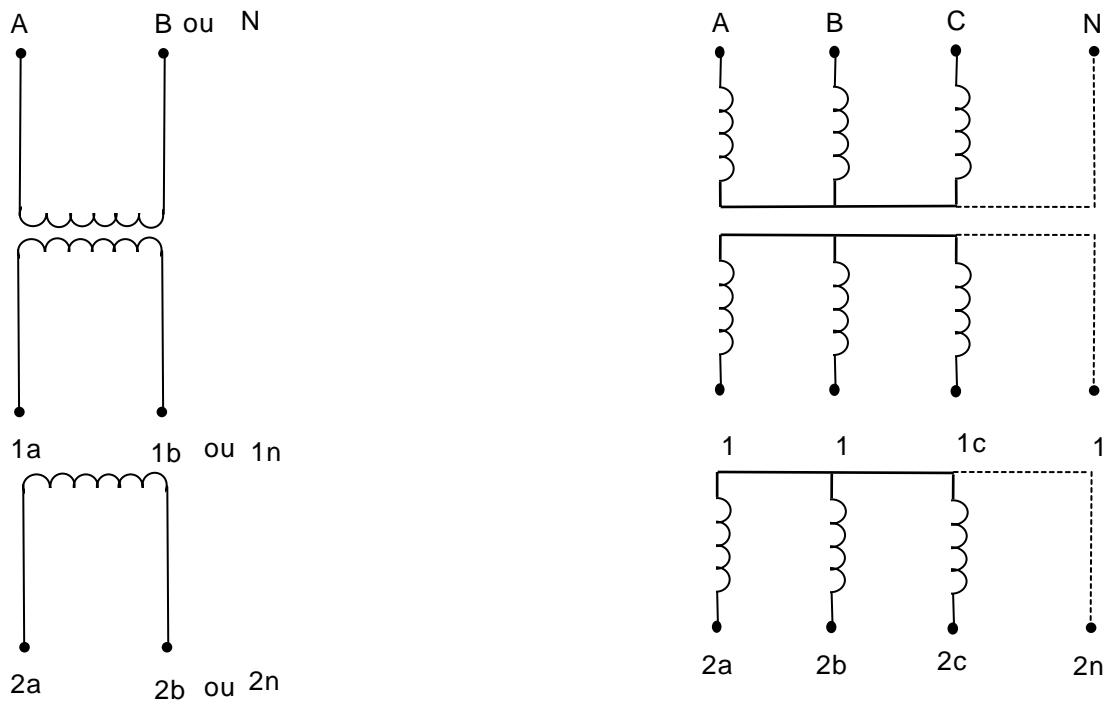 A B ou N
1a 1b ou 1n
2a 2b ou 2n
A B C N
1 1 1c 1
2a 2b 2c 2n